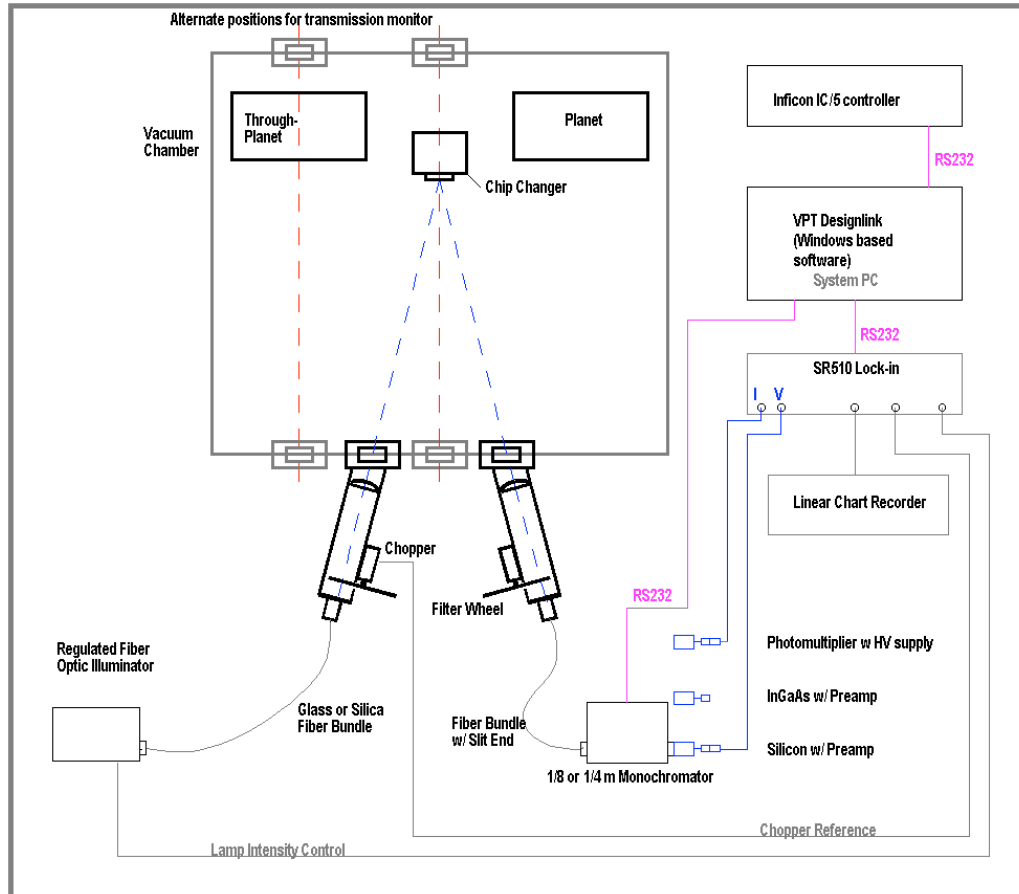 Alternate positions for transmission monitor
Through-
Planet
Planet
Vacuum
Chamber
Chip Changer
Inficon IC/5 controller
RS232
VPT Designlink
(Windows based
software)
System PC
RS232
SR510 Lock-in
I V
Linear Chart Recorder
Chopper
Filter Wheel
RS232
Photomultiplier w HV supply
Regulated Fiber
Optic Illuminator
InGaAs w/ Preamp
Glass or Silica
Fiber Bundle
Fiber Bundle
w/ Slit End
Silicon w/ Preamp
1/8 or 1/4 m Monochromator
Chopper Reference
Lamp Intensity Control